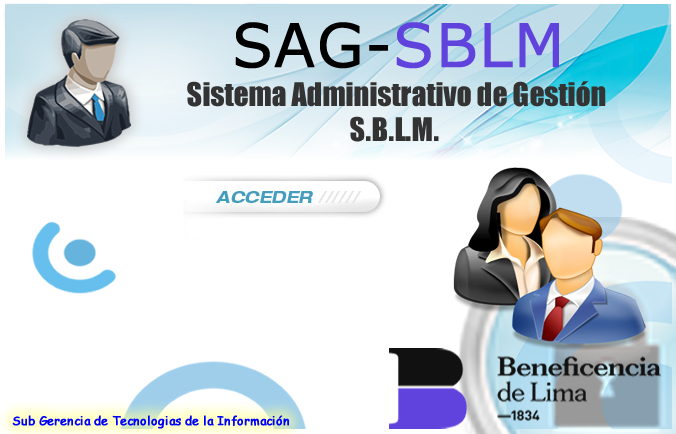 SAG-SBLM
Sistema Administrativo de Gestión
S.B.L.M.
ACCEDER //////
Beneficencia
de Lima
—1834
Sub Gerencia de Tecnologias de la Información